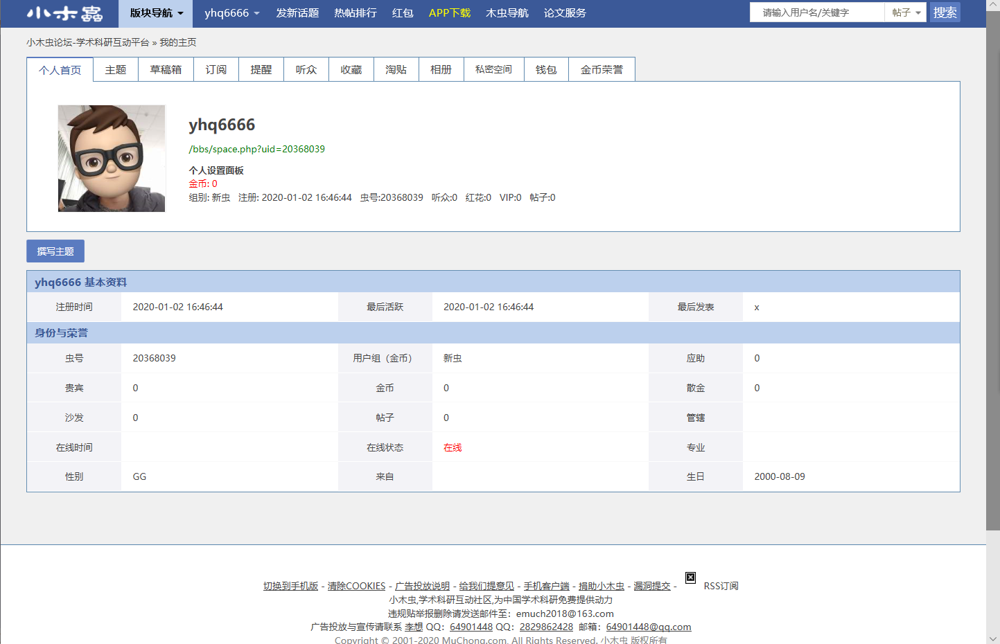 小木虫 版块导航 yhq6666 发新话题 热帖排行 红包 APP下载 木虫导航 论文服务 请输入用户名/关键字 帖子 搜索
小木虫论坛-学术科研互动平台 » 我的主页
个人首页 主题 草稿箱 订阅 提醒 听众 收藏 淘贴 相册 私密空间 钱包 金币荣誉
yhq6666
/bbs/space.php?uid=20368039
个人设置面板
金币: 0
组别: 新虫 注册: 2020-01-02 16:46:44 虫号:20368039 听众:0 红花:0 VIP:0 帖子:0
撰写主题
yhq6666 基本资料
注册时间 2020-01-02 16:46:44 最后活跃 2020-01-02 16:46:44 最后发表 x
身份与荣誉
虫号 20368039 用户组（金币） 新虫 应助 0
贵宾 0 金币 0 散金 0
沙发 0 帖子 0 管辖
在线时间 在线状态 在线 专业
性别 GG 来自 生日 2000-08-09
切换到手机版 - 清除COOKIES - 广告投放说明 - 给我们提意见 - 手机客户端 - 捐助小木虫 - 漏洞提交 - RSS订阅
小木虫,学术科研互动社区,为中国学术科研免费提供动力
违规贴举报删除请发送邮件至：emuch2018@163.com
广告投放与宣传请联系 李想 QQ：64901448 QQ：2829862428 邮箱：64901448@qq.com
Copyright © 2001-2020 MuChong.com, All Rights Reserved. 小木虫 版权所有